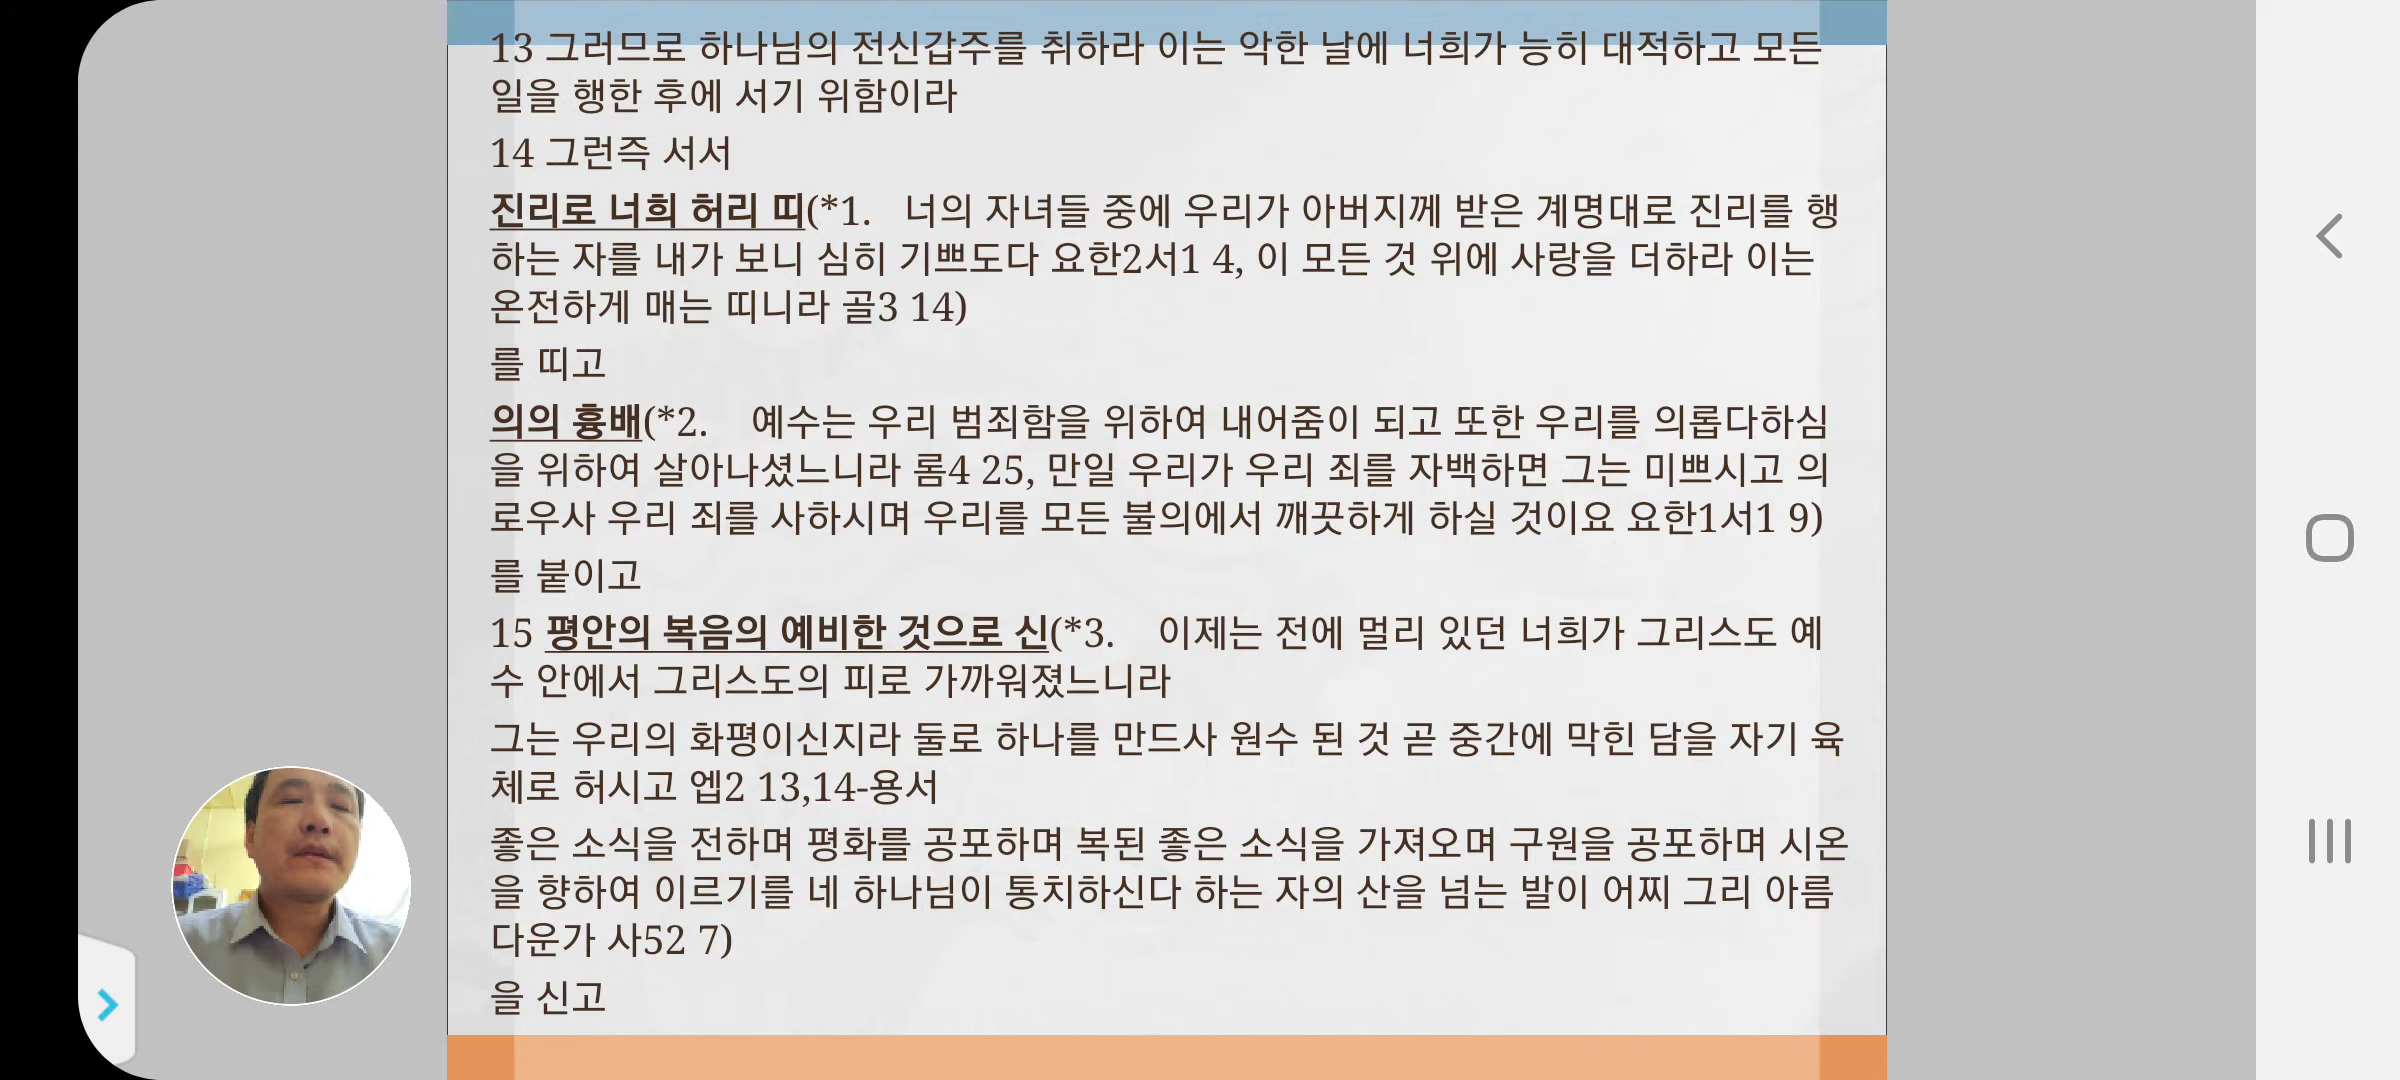 13 그러므로 하나님의 전신갑주를 취하라 이는 악한 날에 너희가 능히 대적하고 모든
일을 행한 후에 서기 위함이라
14 그런즉 서서
진리로 너희 허리 띠(*1. 너의 자녀들 중에 우리가 아버지께 받은 계명대로 진리를 행
하는 자를 내가 보니 심히 기쁘도다 요한2서1 4, 이 모든 것 위에 사랑을 더하라 이는
온전하게 매는 띠니라 골3 14)
를 띠고
의의 흉배(*2. 예수는 우리 범죄함을 위하여 내어줌이 되고 또한 우리를 의롭다하심
을 위하여 살아나셨느니라 롬4 25, 만일 우리가 우리 죄를 자백하면 그는 미쁘시고 의
로우사 우리 죄를 사하시며 우리를 모든 불의에서 깨끗하게 하실 것이요 요한1서1 9)
를 붙이고
15 평안의 복음의 예비한 것으로 신(*3. 이제는 전에 멀리 있던 너희가 그리스도 예
수 안에서 그리스도의 피로 가까워졌느니라
그는 우리의 화평이신지라 둘로 하나를 만드사 원수 된 것 곧 중간에 막힌 담을 자기 육
체로 허시고 엡2 13,14-용서
좋은 소식을 전하며 평화를 공포하며 복된 좋은 소식을 가져오며 구원을 공포하며 시온
을 향하여 이르기를 네 하나님이 통치하신다 하는 자의 산을 넘는 발이 어찌 그리 아름
다운가 사52 7)
을 신고